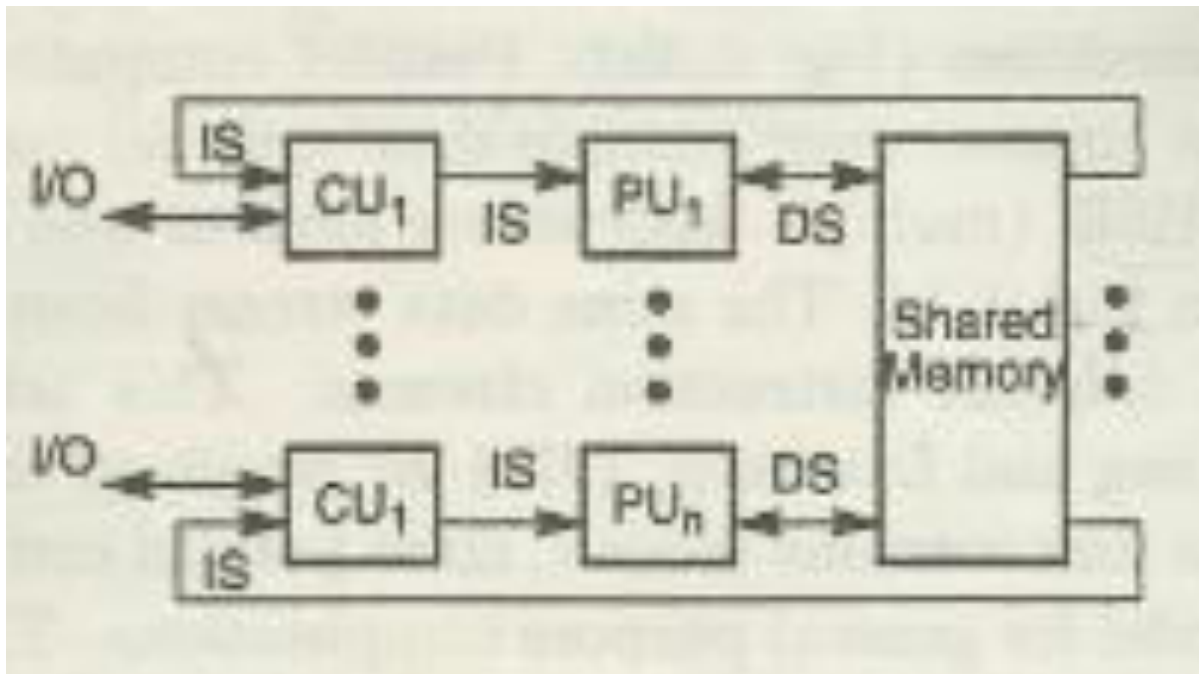 IS
I/O
CU1
IS
PU1
DS
Shared
Memory
I/O
CU1
IS
PUn
DS
IS